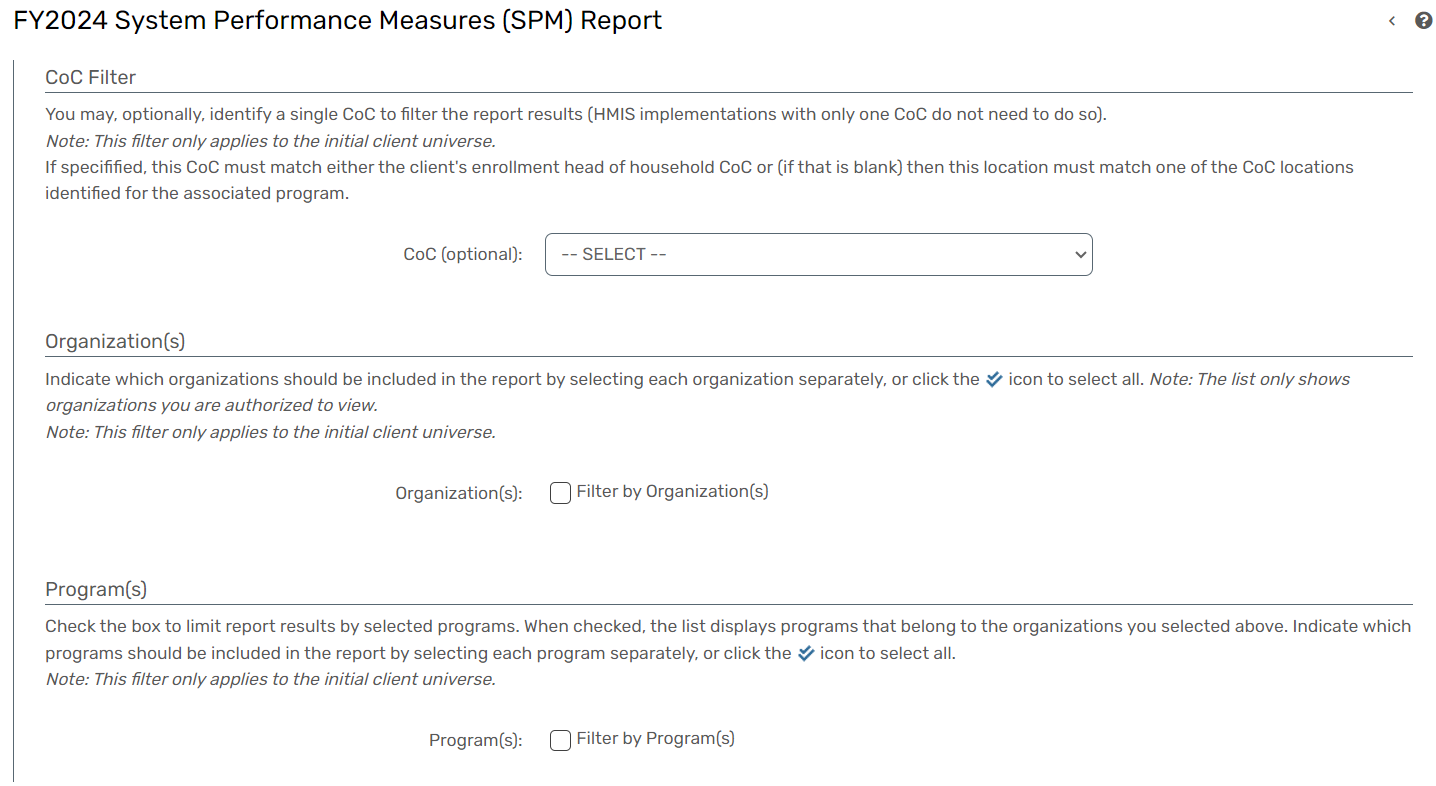 FY2024 System Performance Measures (SPM) Report
CoC Filter
You may, optionally, identify a single CoC to filter the report results (HMIS implementations with only one CoC do not need to do so).
Note: This filter only applies to the initial client universe.
If specifified, this CoC must match either the client's enrollment head of household CoC or (if that is blank) then this location must match one of the CoC locations
identified for the associated program.
CoC (optional): -- SELECT --
Organization(s)
Indicate which organizations should be included in the report by selecting each organization separately, or click the icon to select all. Note: The list only shows
organizations you are authorized to view.
Note: This filter only applies to the initial client universe.
Organization(s): Filter by Organization(s)
Program(s)
Check the box to limit report results by selected programs. When checked, the list displays programs that belong to the organizations you selected above. Indicate which
programs should be included in the report by selecting each program separately, or click the icon to select all.
Note: This filter only applies to the initial client universe.
Program(s): Filter by Program(s)